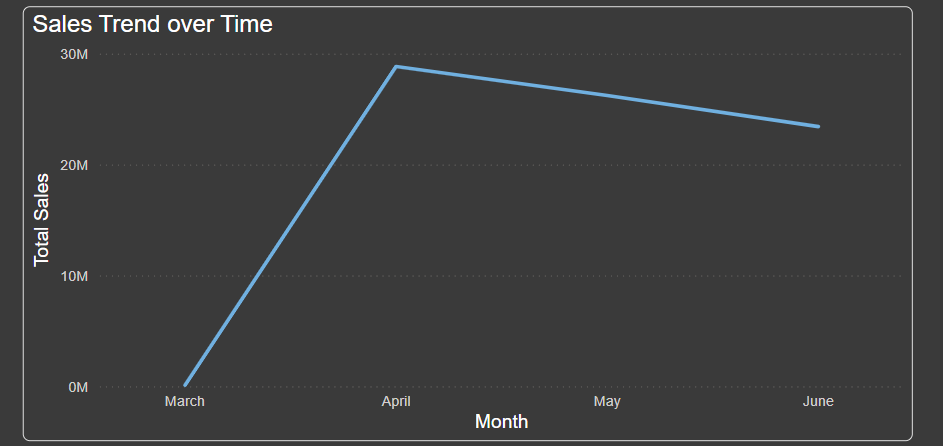 Sales Trend over Time
30M
20M
10M
0M
Total Sales
March April May June
Month